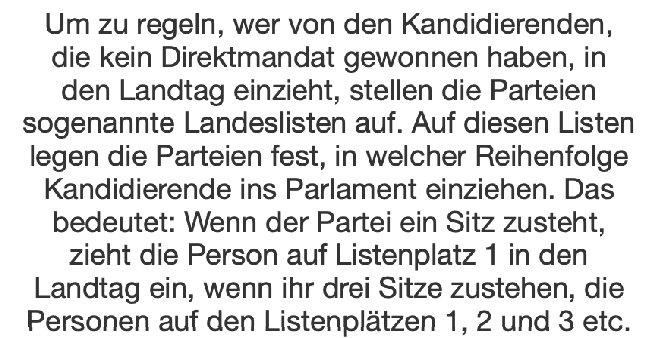 Um zu regeln, wer von den Kandidierenden,
die kein Direktmandat gewonnen haben, in
den Landtag einzieht, stellen die Parteien
sogenannte Landeslisten auf. Auf diesen Listen
legen die Parteien fest, in welcher Reihenfolge
Kandidierende ins Parlament einziehen. Das
bedeutet: Wenn der Partei ein Sitz zusteht,
zieht die Person auf Listenplatz 1 in den
Landtag ein, wenn ihr drei Sitze zustehen, die
Personen auf den Listenplätzen 1, 2 und 3 etc.